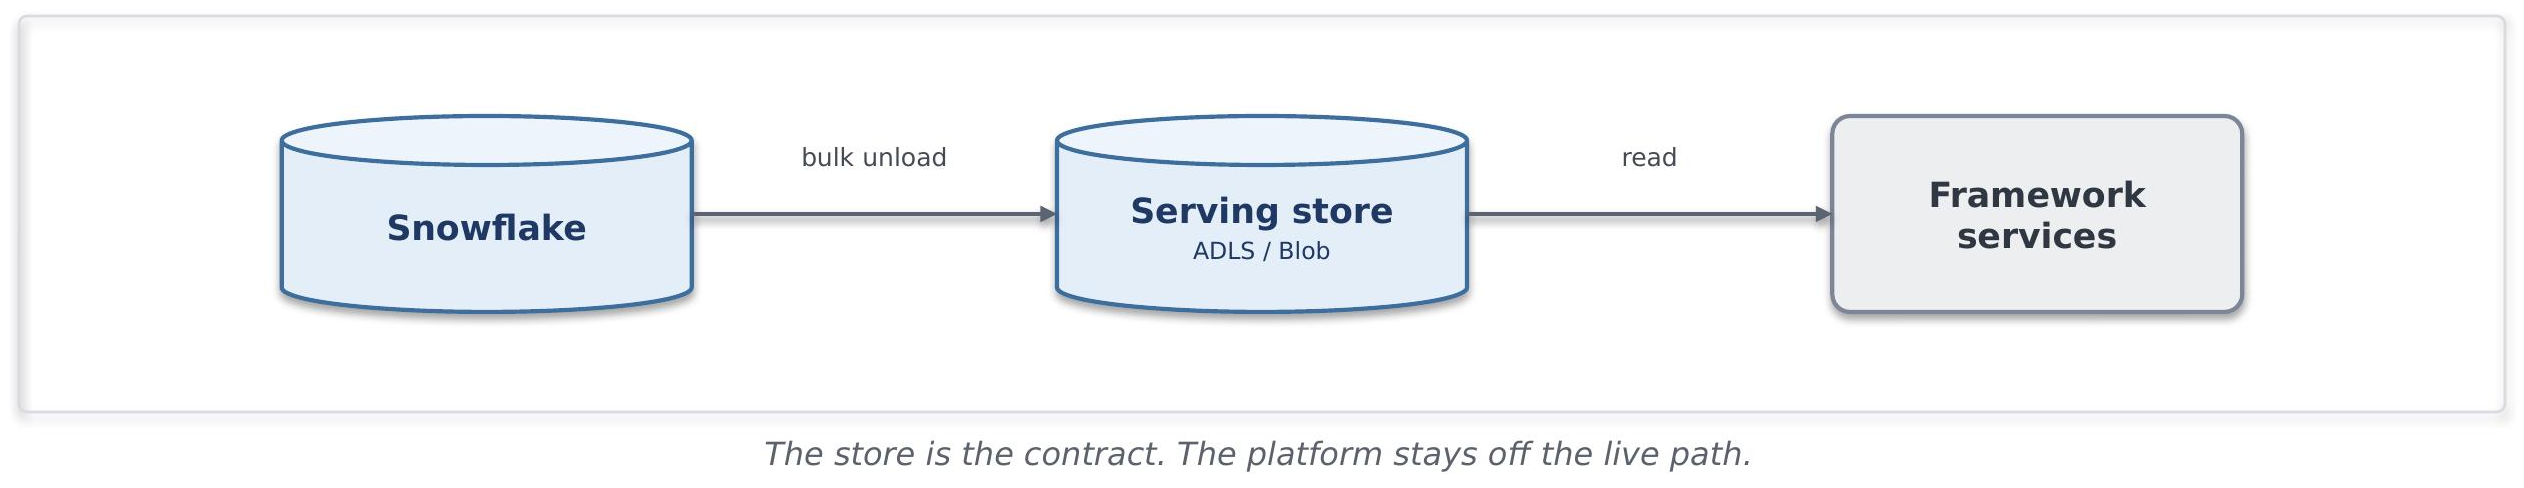 bulk unload
read
Snowflake
Serving store
ADLS / Blob
Framework
services
The store is the contract. The platform stays off the live path.